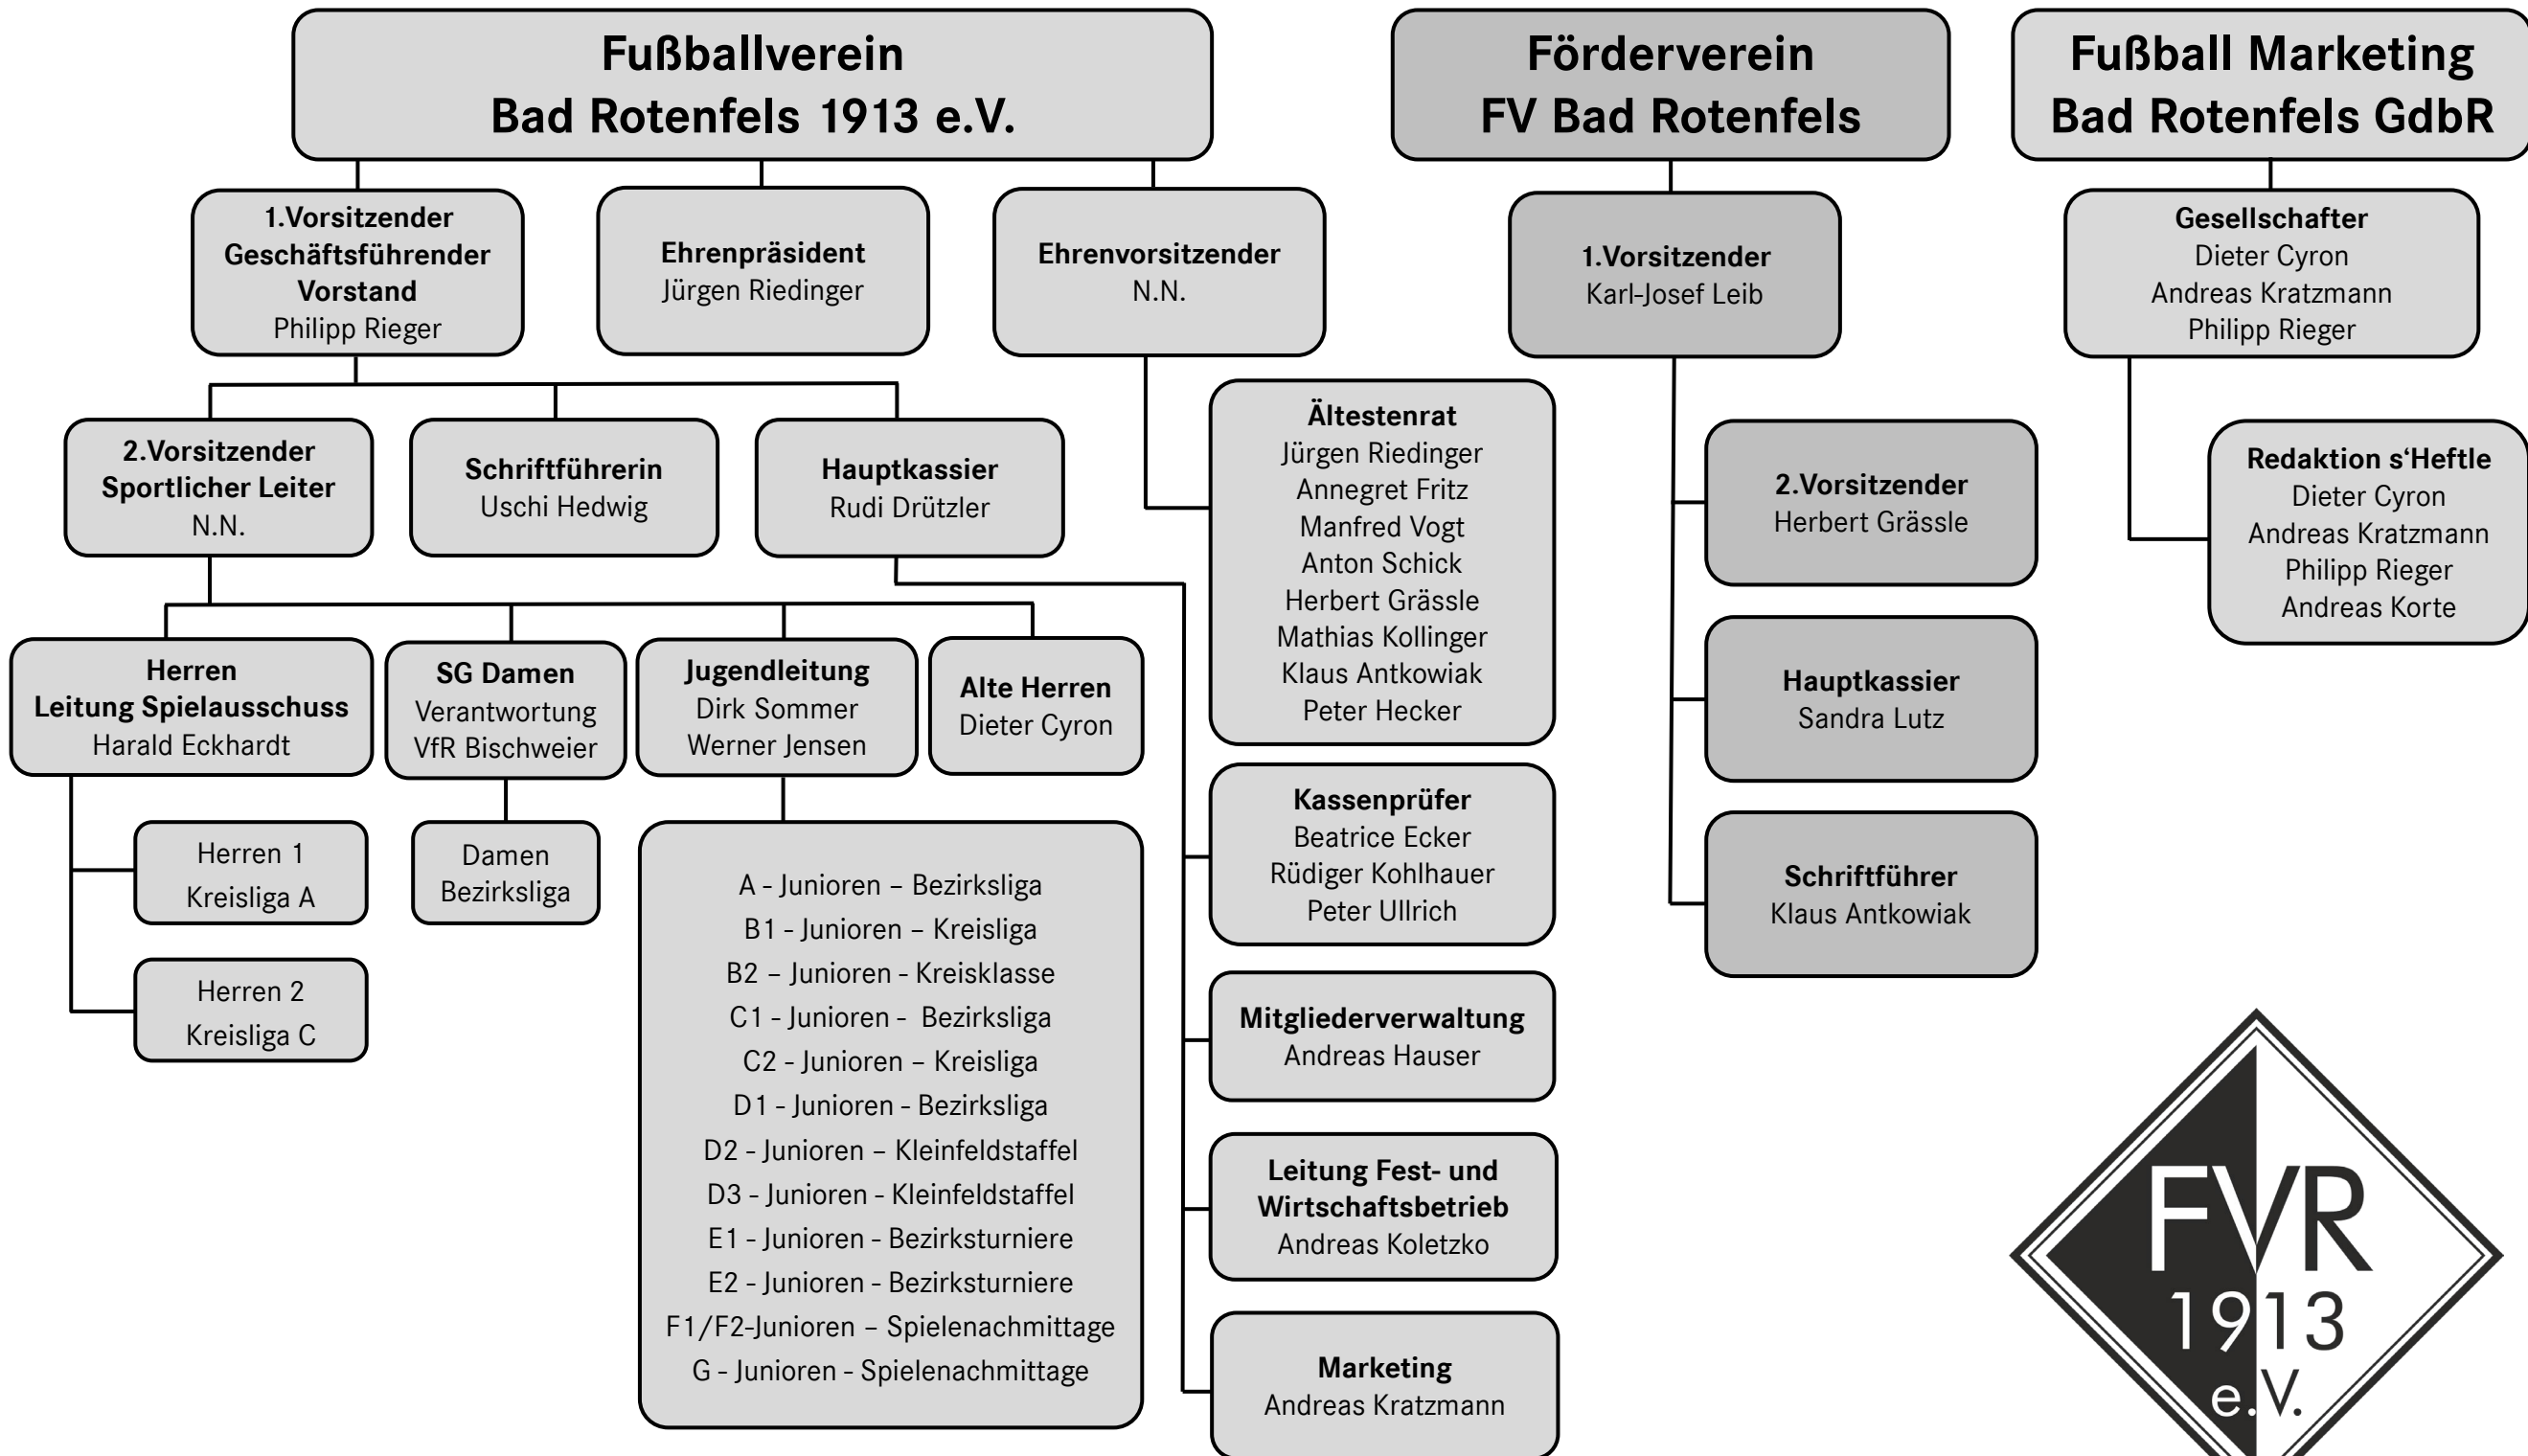 Fußballverein
Bad Rotenfels 1913 e.V.
Förderverein
FV Bad Rotenfels
Fußball Marketing
Bad Rotenfels GdbR
1.Vorsitzender
Geschäftsführender
Vorstand
Philipp Rieger
Ehrenpräsident
Jürgen Riedinger
Ehrenvorsitzender
N.N.
1.Vorsitzender
Karl-Josef Leib
Gesellschafter
Dieter Cyron
Andreas Kratzmann
Philipp Rieger
2.Vorsitzender
Sportlicher Leiter
N.N.
Schriftführerin
Uschi Hedwig
Hauptkassier
Rudi Drützler
Ältestenrat
Jürgen Riedinger
Annegret Fritz
Manfred Vogt
Anton Schick
Herbert Grässle
Mathias Kollinger
Klaus Antkowiak
Peter Hecker
2.Vorsitzender
Herbert Grässle
Redaktion s‘Heftle
Dieter Cyron
Andreas Kratzmann
Philipp Rieger
Andreas Korte
Herren
Leitung Spielausschuss
Harald Eckhardt
SG Damen
Verantwortung
VfR Bischweier
Jugendleitung
Dirk Sommer
Werner Jensen
Alte Herren
Dieter Cyron
Hauptkassier
Sandra Lutz
Herren 1
Kreisliga A
Herren 2
Kreisliga C
Damen
Bezirksliga
A - Junioren – Bezirksliga
B1 - Junioren – Kreisliga
B2 – Junioren - Kreisklasse
C1 - Junioren -  Bezirksliga
C2 - Junioren – Kreisliga
D1 - Junioren - Bezirksliga
D2 - Junioren – Kleinfeldstaffel
D3 - Junioren - Kleinfeldstaffel
E1 - Junioren - Bezirksturniere
E2 - Junioren - Bezirksturniere
F1/F2-Junioren – Spielenachmittage
G - Junioren - Spielenachmittage
Kassenprüfer
Beatrice Ecker
Rüdiger Kohlhauer
Peter Ullrich
Schriftführer
Klaus Antkowiak
Mitgliederverwaltung
Andreas Hauser
Leitung Fest- und
Wirtschaftsbetrieb
Andreas Koletzko
Marketing
Andreas Kratzmann
FVR
1913
e.V.